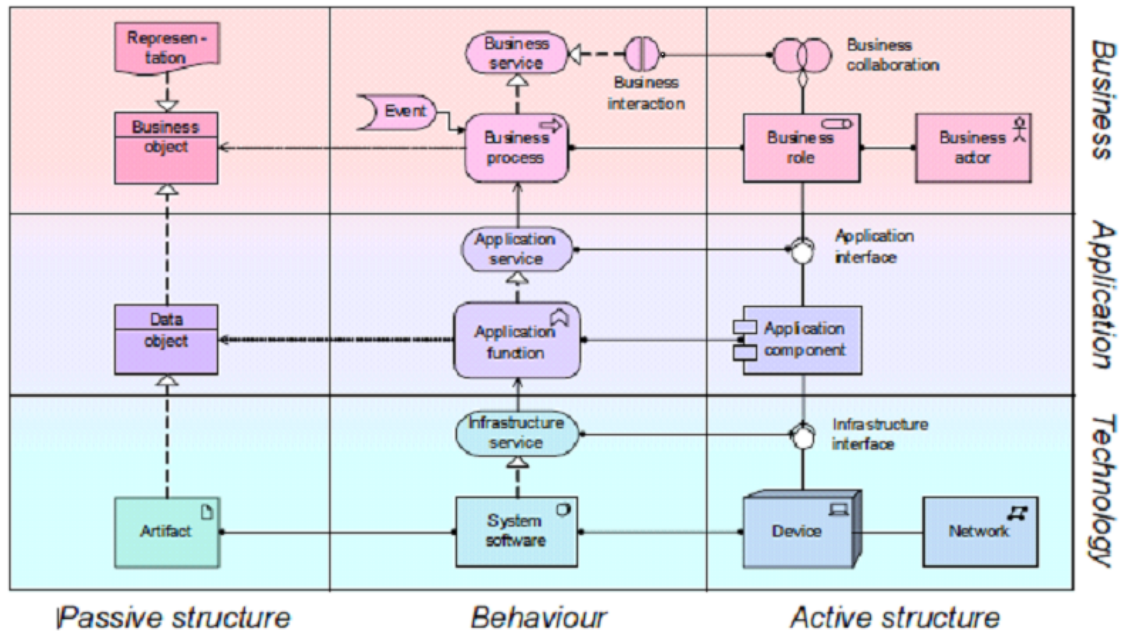 Represen-
tation
Business
object
Business
service
Business
interaction
Business
collaboration
Event
Business
process
Business
role
Business
actor
Business
Application
service
Application
interface
Data
object
Application
function
Application
component
Application
Infrastructure
service
Infrastructure
interface
Artifact
System
software
Device
Network
Technology
Passive structure
Behaviour
Active structure